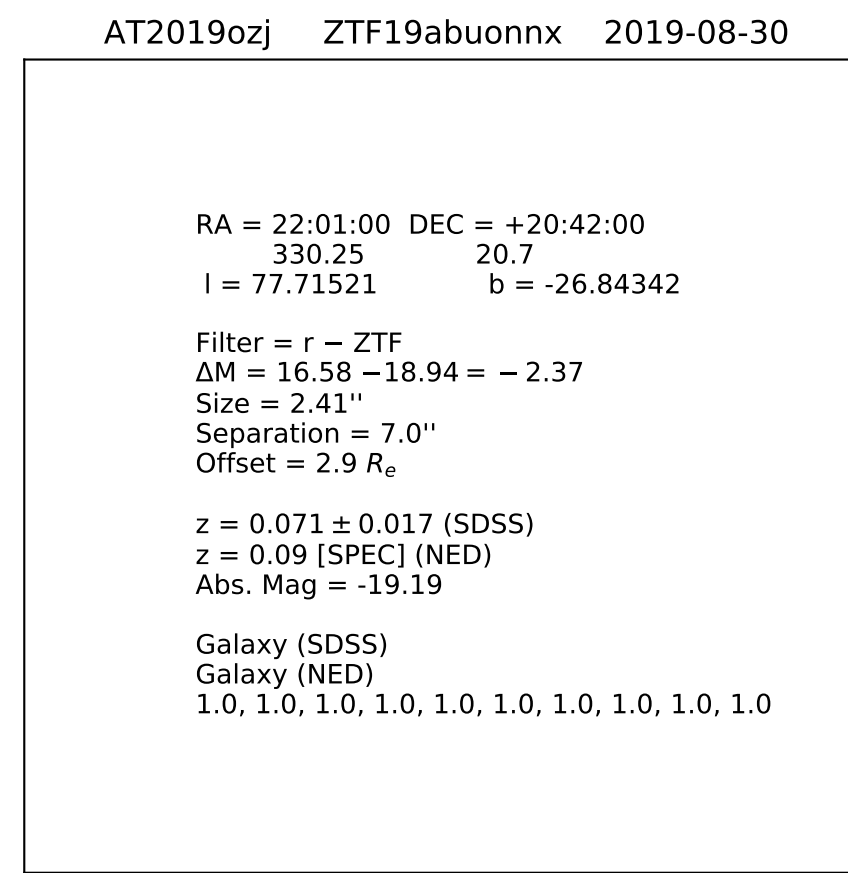 AT2019ozj ZTF19abuonnx 2019-08-30
RA = 22:01:00 DEC = +20:42:00
330.25 20.7
l = 77.71521 b = -26.84342
Filter = r − ZTF
ΔM = 16.58 −18.94 = − 2.37
Size = 2.41''
Separation = 7.0''
Offset = 2.9 Rₑ
z = 0.071 ± 0.017 (SDSS)
z = 0.09 [SPEC] (NED)
Abs. Mag = -19.19
Galaxy (SDSS)
Galaxy (NED)
1.0, 1.0, 1.0, 1.0, 1.0, 1.0, 1.0, 1.0, 1.0, 1.0